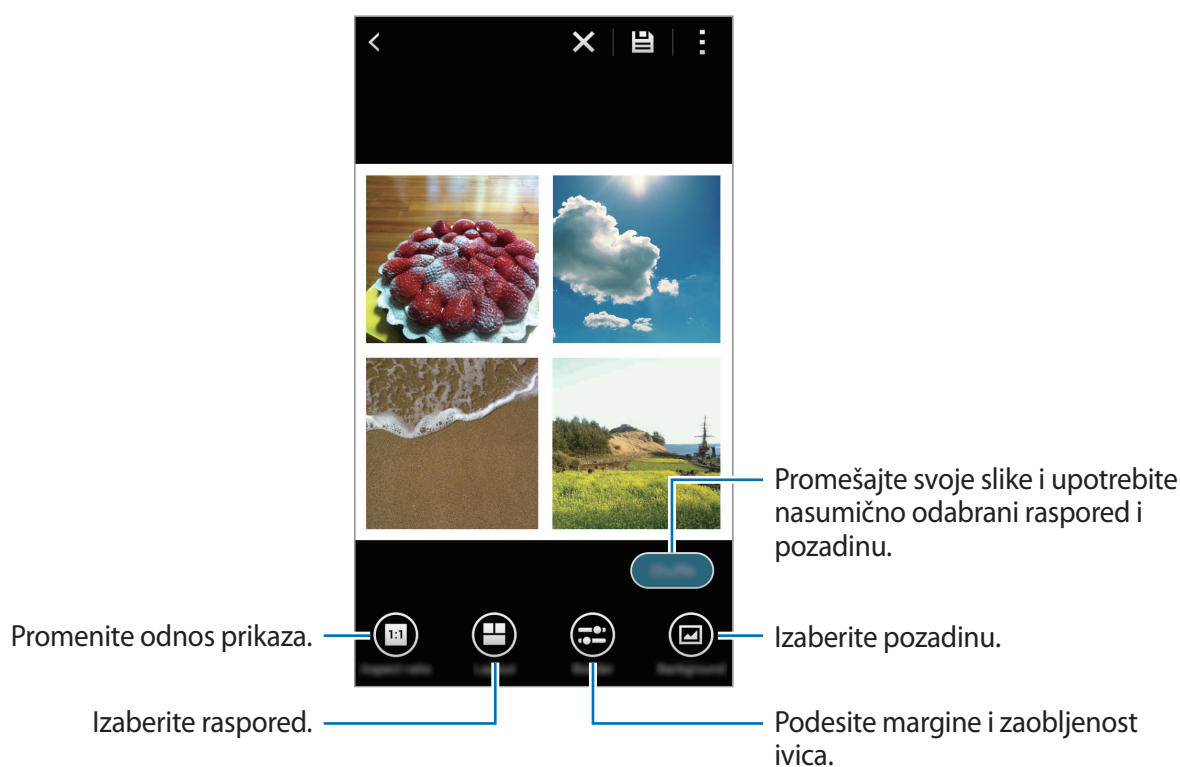 Promešajte svoje slike i upotrebite
nasumično odabrani raspored i
pozadinu.
1:1
Promenite odnos prikaza.
Izaberite pozadinu.
Izaberite raspored.
Podesite margine i zaobljenost
ivica.